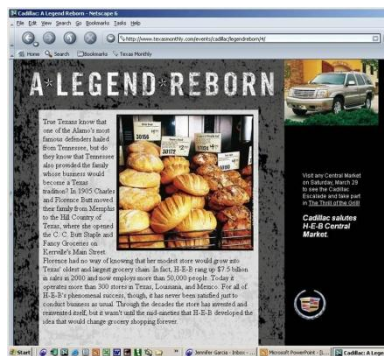 Cadillac: A Legend Reborn - Netscape 6
File Edit View Search Go Bookmarks Tasks Help
http://www.texasmonthly.com/events/cadillac/legendreborn/4/
Home Search Bookmarks Texas Monthly
A*LEGEND REBORN
True Texans know that
one of the Alamo's most
famous defenders hailed
from Tennessee, but do
they know that Tennessee
also provided the family
whose business would
become a Texas
tradition? In 1905 Charles
and Florence Butt moved
their family from Memphis
to the Hill Country of
Texas, where she opened
the C. C. Butt Staple and
Fancy Groceries on
Kerrville's Main Street.
Florence had no way of knowing that her modest store would grow into
Texas' oldest and largest grocery chain. In fact, H-E-B rang up $7.5 billion
in sales in 2000 and now employs more than 50,000 people. Today it
operates more than 300 stores in Texas, Louisiana, and Mexico. For all of
H-E-B's phenomenal success, though, it has never been satisfied just to
conduct business as usual. Through the decades the store has invented and
reinvented itself, but it wasn't until the mid-nineties that H-E-B developed the
idea that would change grocery shopping forever.
30156
30122
Visit any Central Market
on Saturday, March 29
to see the Cadillac
Escalade and take part
in The Thrill of the Grill!
Cadillac salutes
H-E-B Central
Market.
Start
Jennifer Garcia - Inbox - ...
Microsoft PowerPoint - [...
Cadillac: A Lege